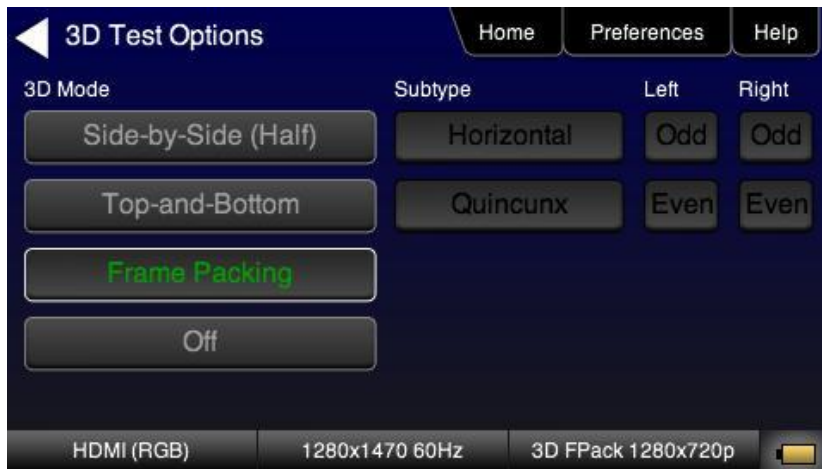 3D Test Options
Home
Preferences
Help
3D Mode
Subtype
Left
Right
Side-by-Side (Half)
Horizontal
Odd
Odd
Top-and-Bottom
Quincunx
Even
Even
Frame Packing
Off
HDMI (RGB)
1280x1470 60Hz
3D FPack 1280x720p